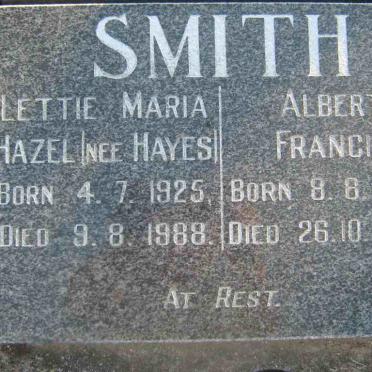 SMITH
LETTIE MARIA
HAZEL (NEE HAYES)
BORN 4.7.1925,
DIED 9.8.1988.
ALBERT
FRANCI
BORN 8.8.
DIED 26.10
AT REST.